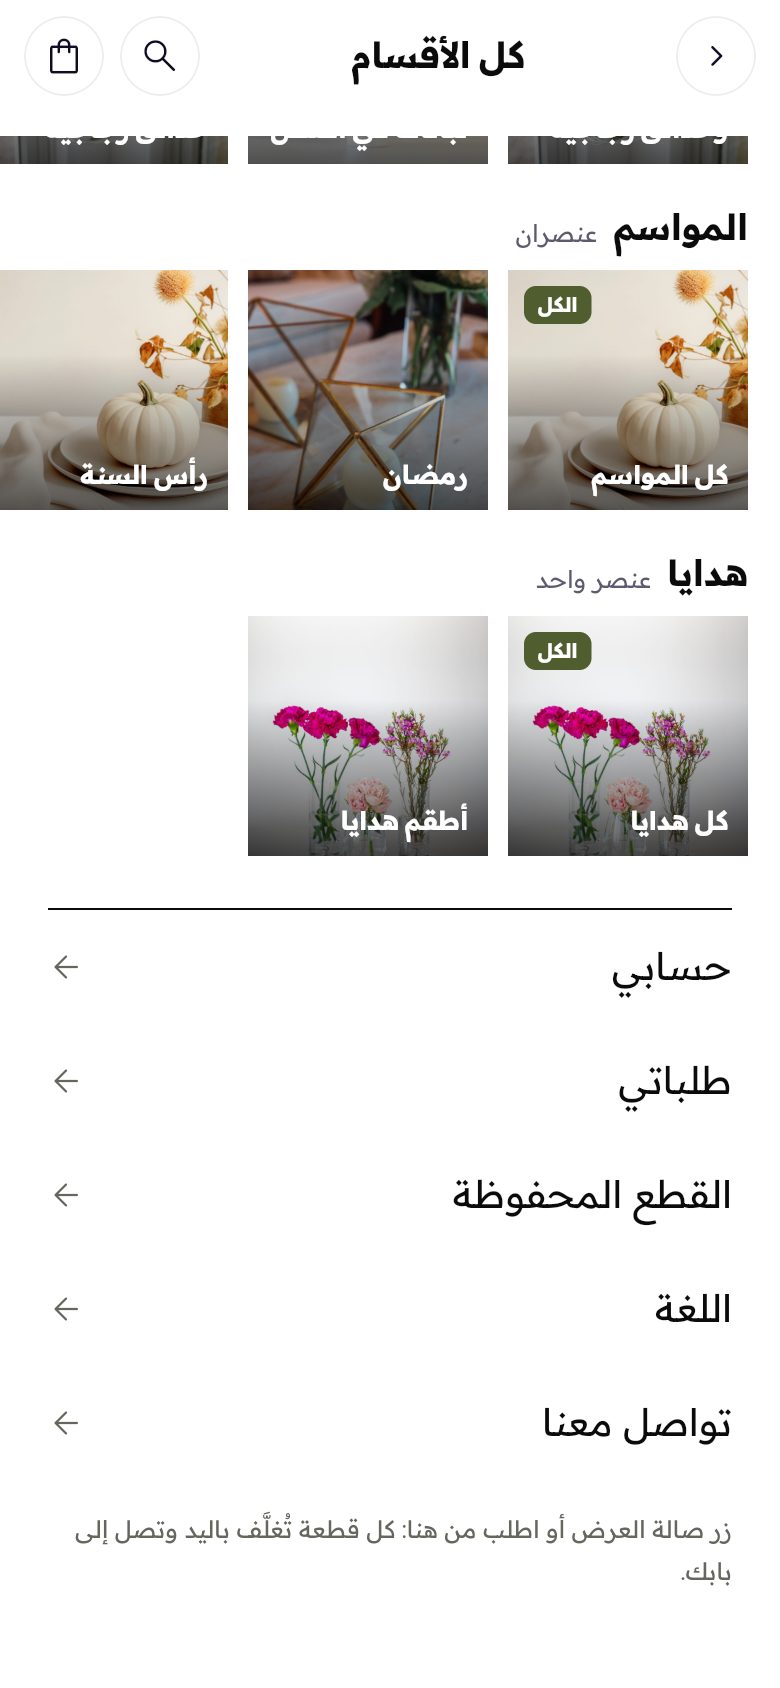 كل الأقسام
المواسم عنصران
الكل
كل المواسم
رمضان
رأس السنة
هدايا عنصر واحد
الكل
كل هدايا
أطقم هدايا
حسابي
طلباتي
القطع المحفوظة
اللغة
تواصل معنا
زر صالة العرض أو اطلب من هنا: كل قطعة تُغلَّف باليد وتصل إلى
بابك.